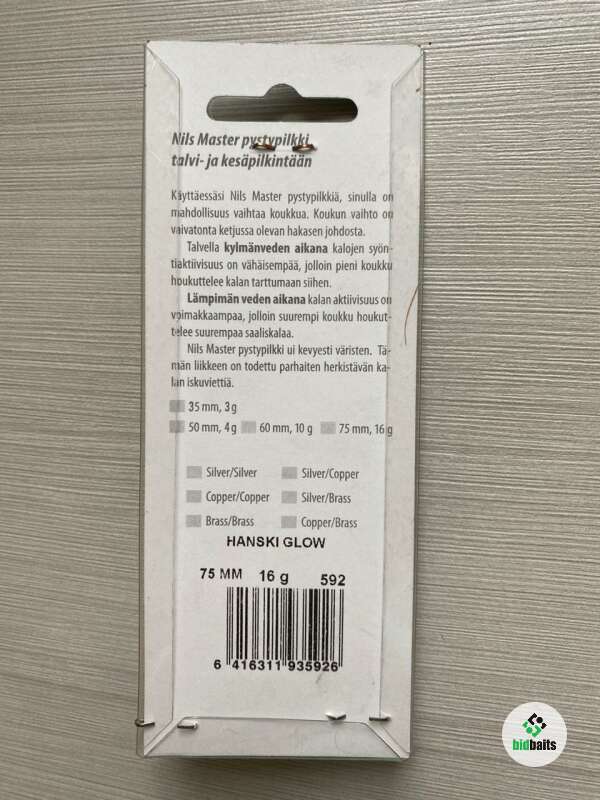 Nils Master pystypilkki
talvi- ja kesäpilkintään
Käyttäessäsi Nils Master pystypilkkiä, sinulla on
mahdollisuus vaihtaa koukkua. Koukun vaihto on
vaivatonta ketjussa olevan hakasen johdosta.
Talvella kylmänveden aikana kalojen syön-
tiaktiivisuus on vähäisempää, jolloin pieni koukku
houkuttelee kalan tarttumaan siihen.
Lämpimän veden aikana kalan aktiivisuus on
voimakkaampaa, jolloin suurempi koukku houkut-
telee suurempaa saaliskalaa.
Nils Master pystypilkki ui kevyesti väristen. Tä-
män liikkeen on todettu parhaiten herkistävän ka-
lan iskuviettiä.
35 mm, 3 g
50 mm, 4 g 60 mm, 10 g 75 mm, 16 g
Silver/Silver Silver/Copper
Copper/Copper Silver/Brass
Brass/Brass Copper/Brass
HANSKI GLOW
75 MM 16 g 592
6 416311 935926
bidbaits